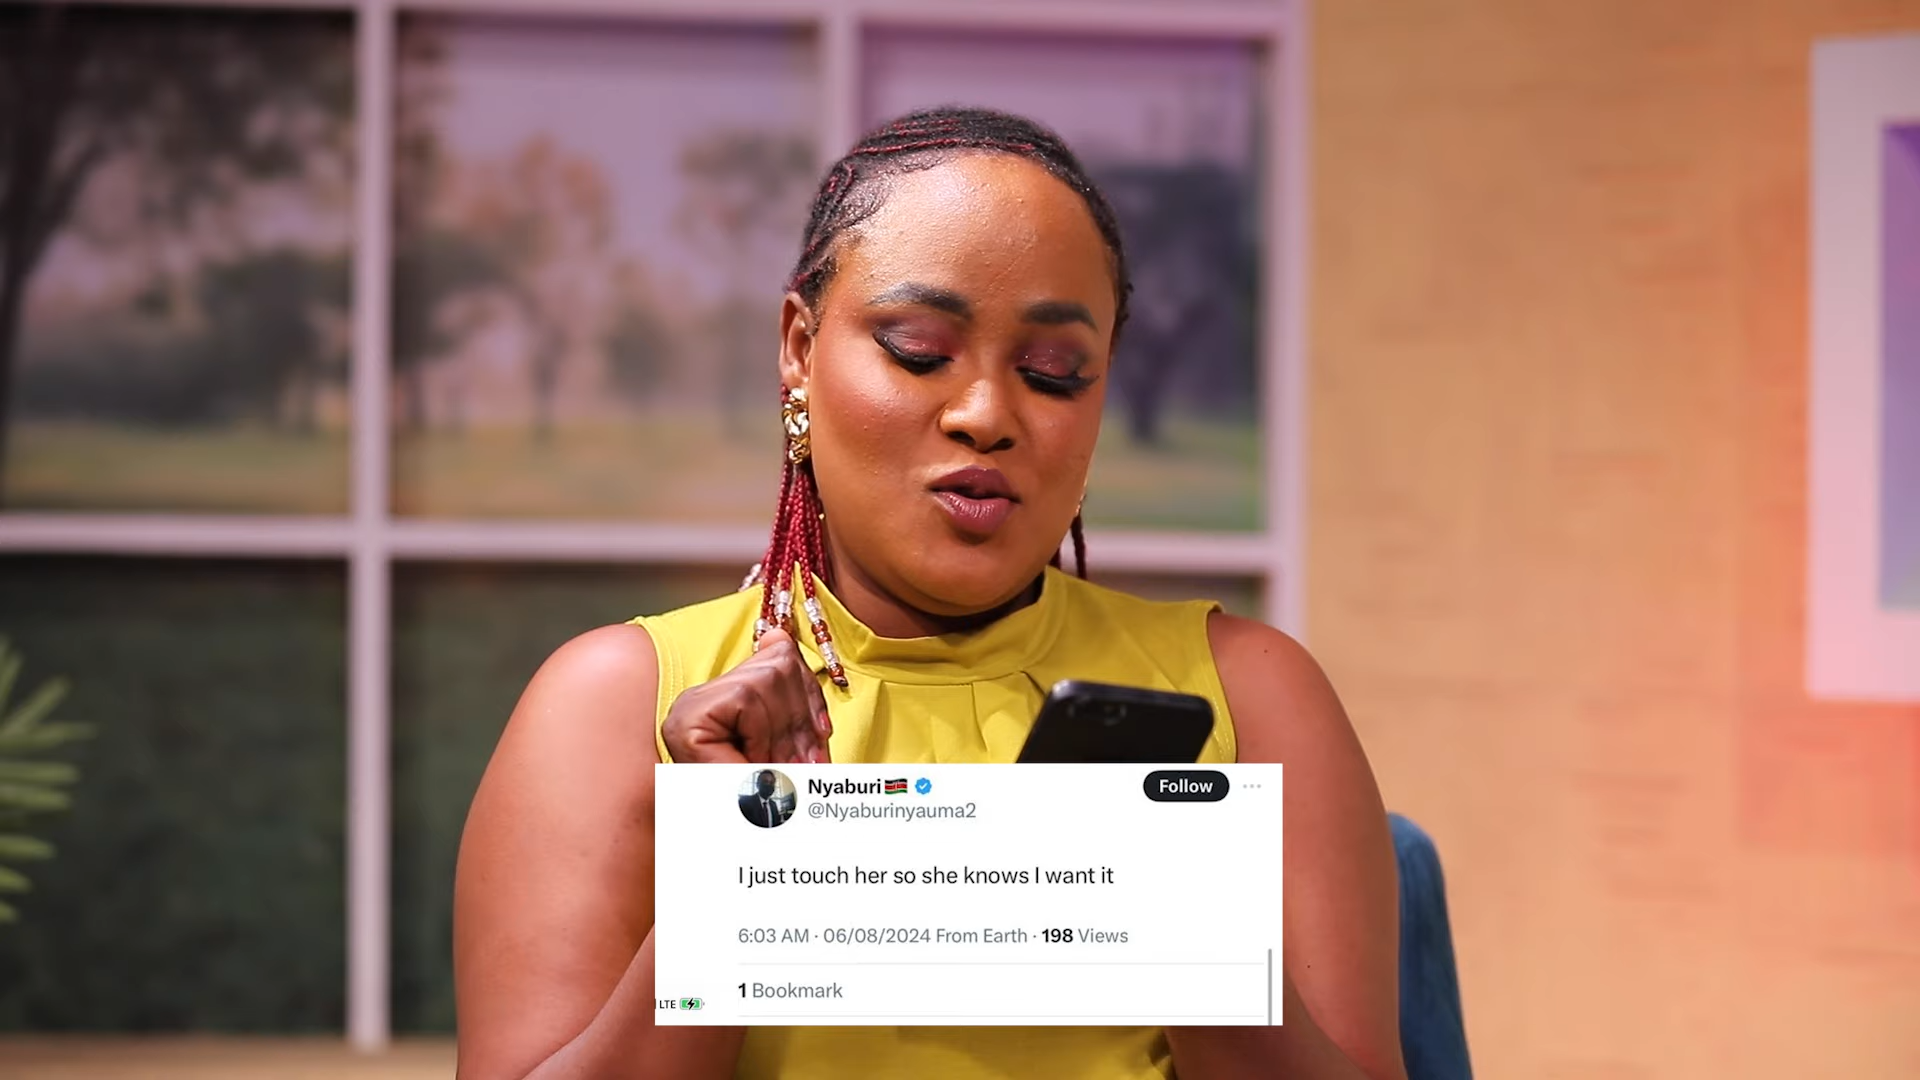 Nyaburi🇰🇪
Follow
@Nyaburinyauma2
I just touch her so she knows I want it
6:03 AM · 06/08/2024 From Earth · 198 Views
1 Bookmark
LTE